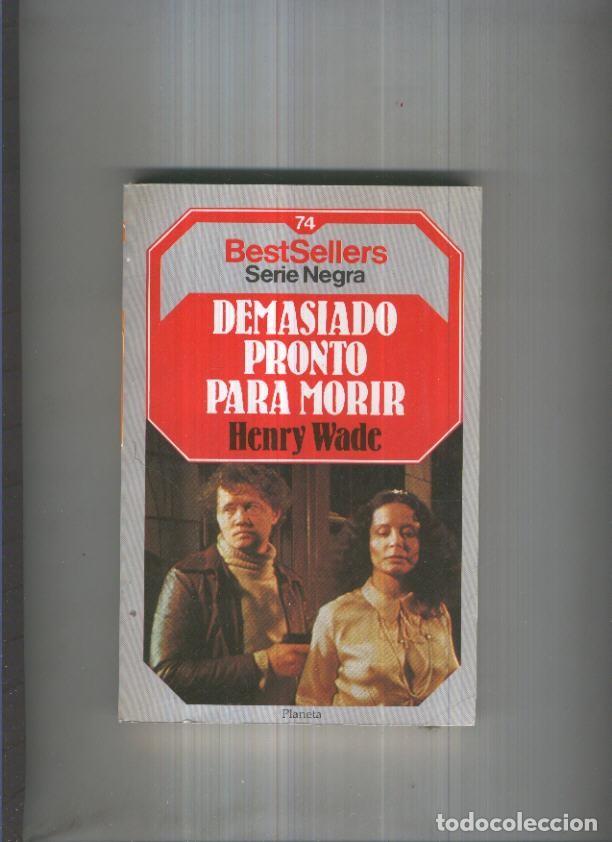 74
BestSellers
Serie Negra
DEMASIADO
PRONTO
PARA MORIR
Henry Wade
Planeta
todocoleccion